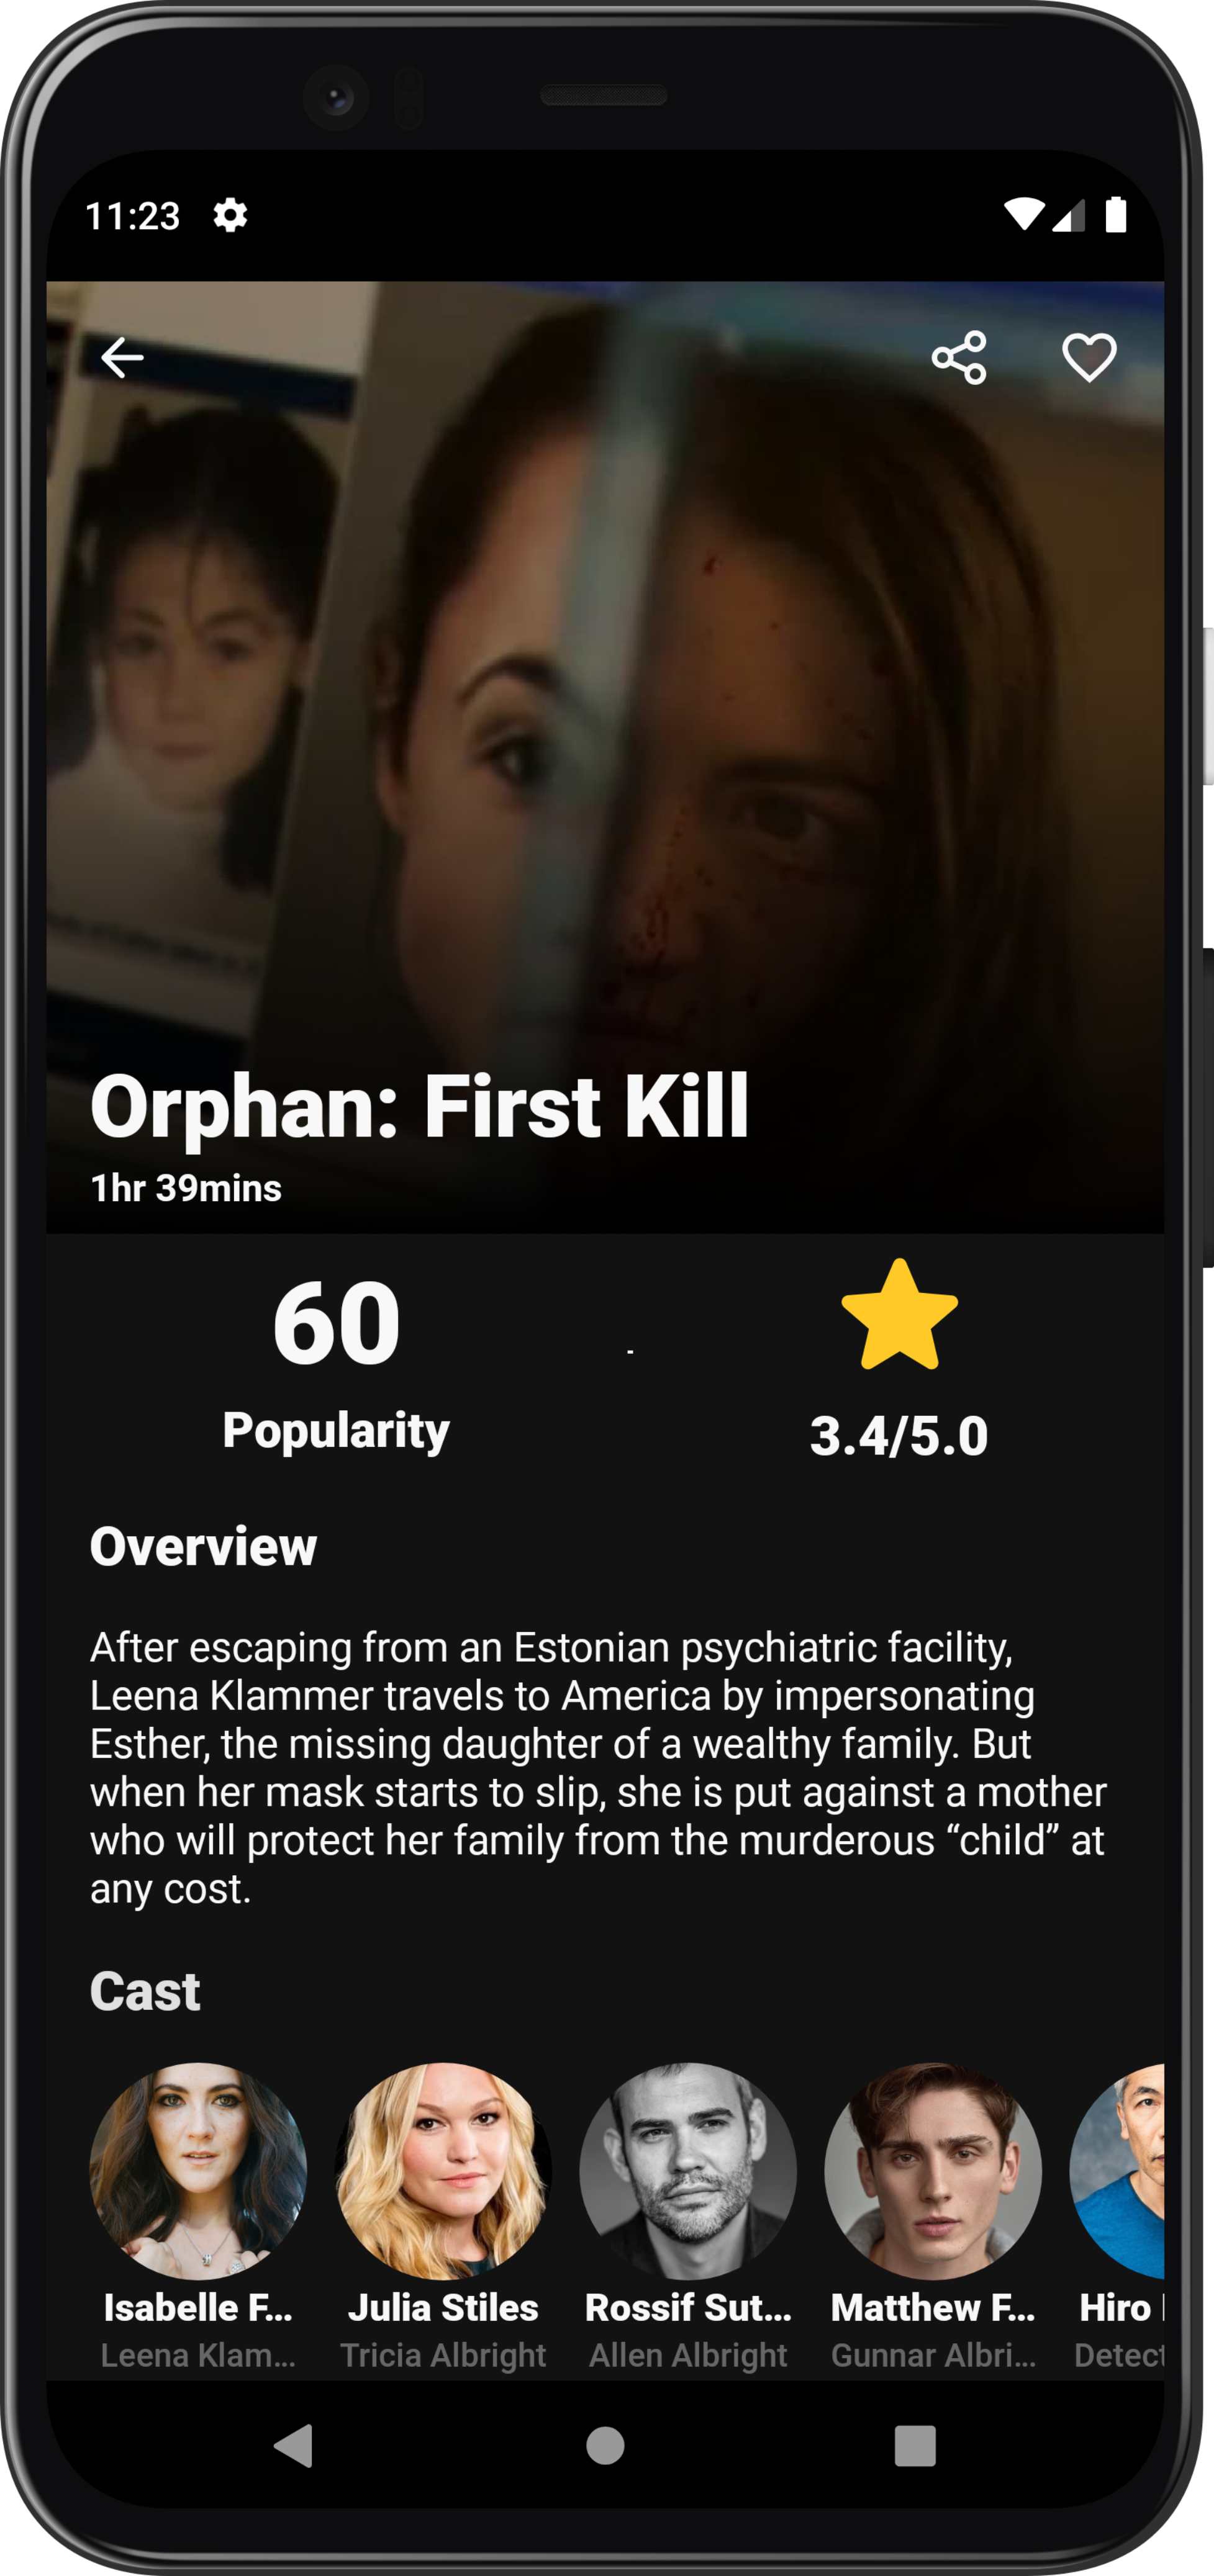 11:23
Orphan: First Kill
1hr 39mins
60
-
Popularity
3.4/5.0
Overview
After escaping from an Estonian psychiatric facility,
Leena Klammer travels to America by impersonating
Esther, the missing daughter of a wealthy family. But
when her mask starts to slip, she is put against a mother
who will protect her family from the murderous “child” at
any cost.
Cast
Isabelle F... Julia Stiles Rossif Sut... Matthew F... Hiro
Leena Klam... Tricia Albright Allen Albright Gunnar Albri... Detect